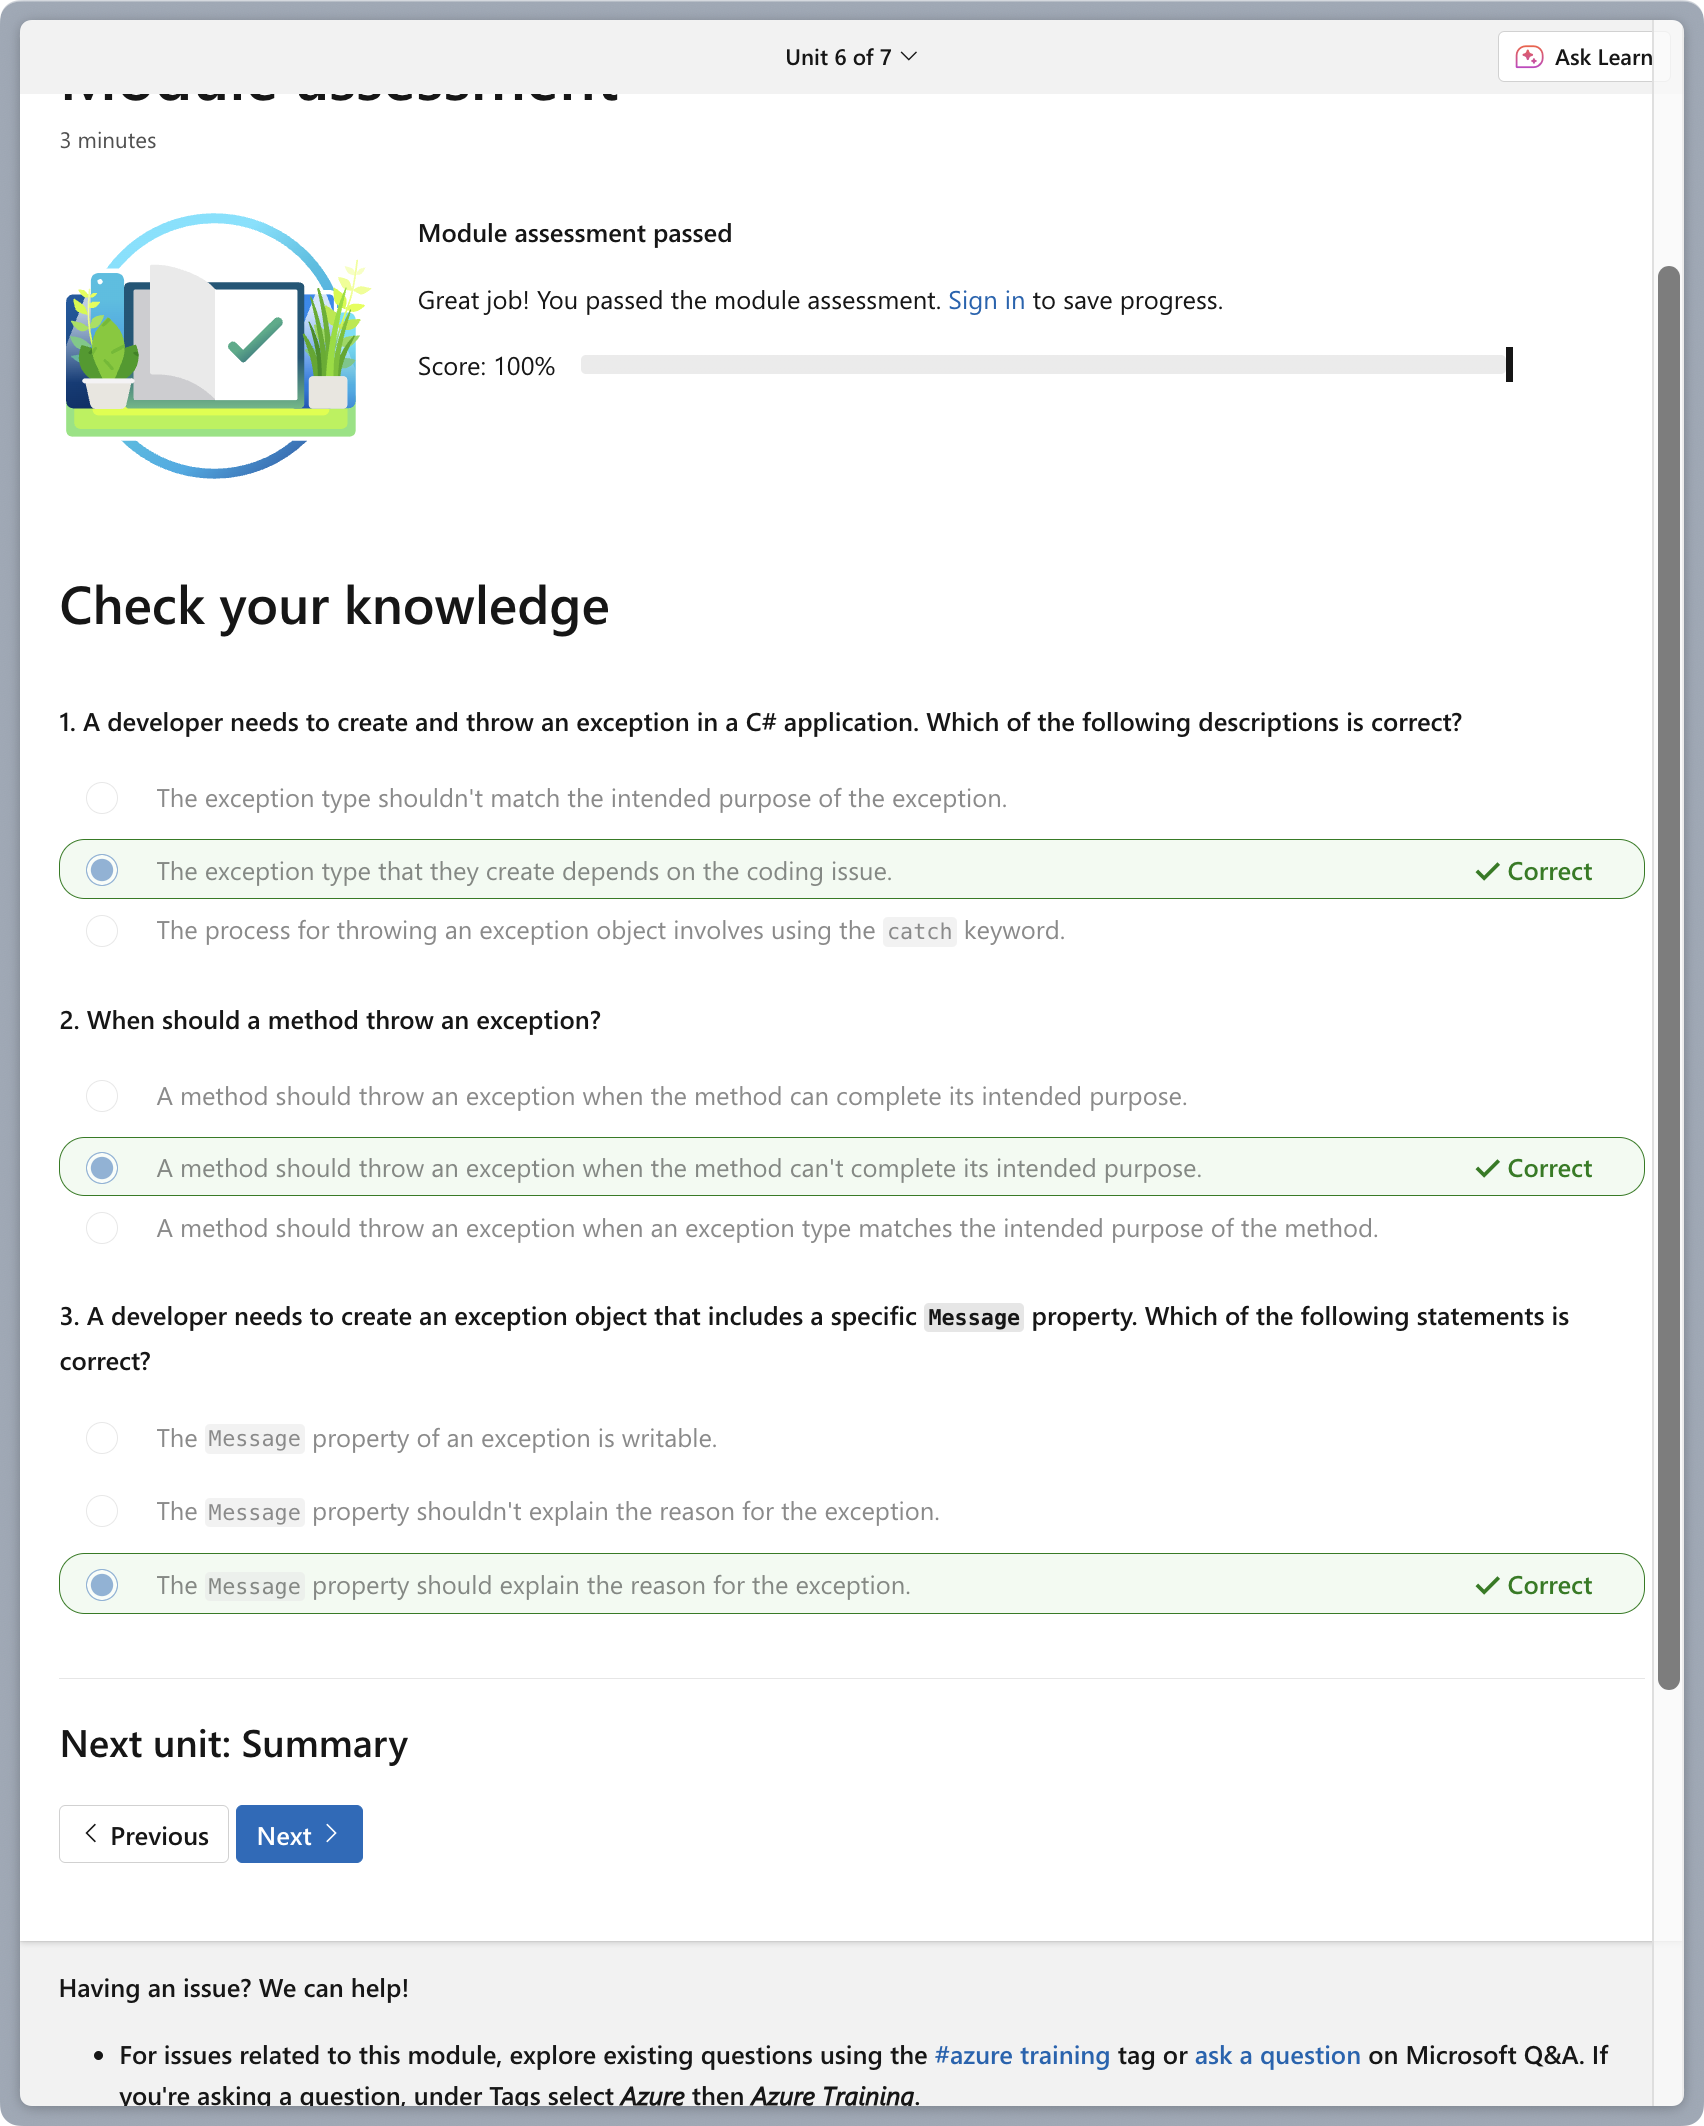 Unit 6 of 7
Ask Learn
Module assessment
3 minutes
Module assessment passed
Great job! You passed the module assessment. Sign in to save progress.
Score: 100%
Check your knowledge
1. A developer needs to create and throw an exception in a C# application. Which of the following descriptions is correct?
The exception type shouldn't match the intended purpose of the exception.
The exception type that they create depends on the coding issue.
Correct
The process for throwing an exception object involves using the catch keyword.
2. When should a method throw an exception?
A method should throw an exception when the method can complete its intended purpose.
A method should throw an exception when the method can't complete its intended purpose.
Correct
A method should throw an exception when an exception type matches the intended purpose of the method.
3. A developer needs to create an exception object that includes a specific Message property. Which of the following statements is
correct?
The Message property of an exception is writable.
The Message property shouldn't explain the reason for the exception.
The Message property should explain the reason for the exception.
Correct
Next unit: Summary
Previous
Next
Having an issue? We can help!
• For issues related to this module, explore existing questions using the #azure training tag or ask a question on Microsoft Q&A. If
you're asking a question, under Tags select Azure then Azure Training.